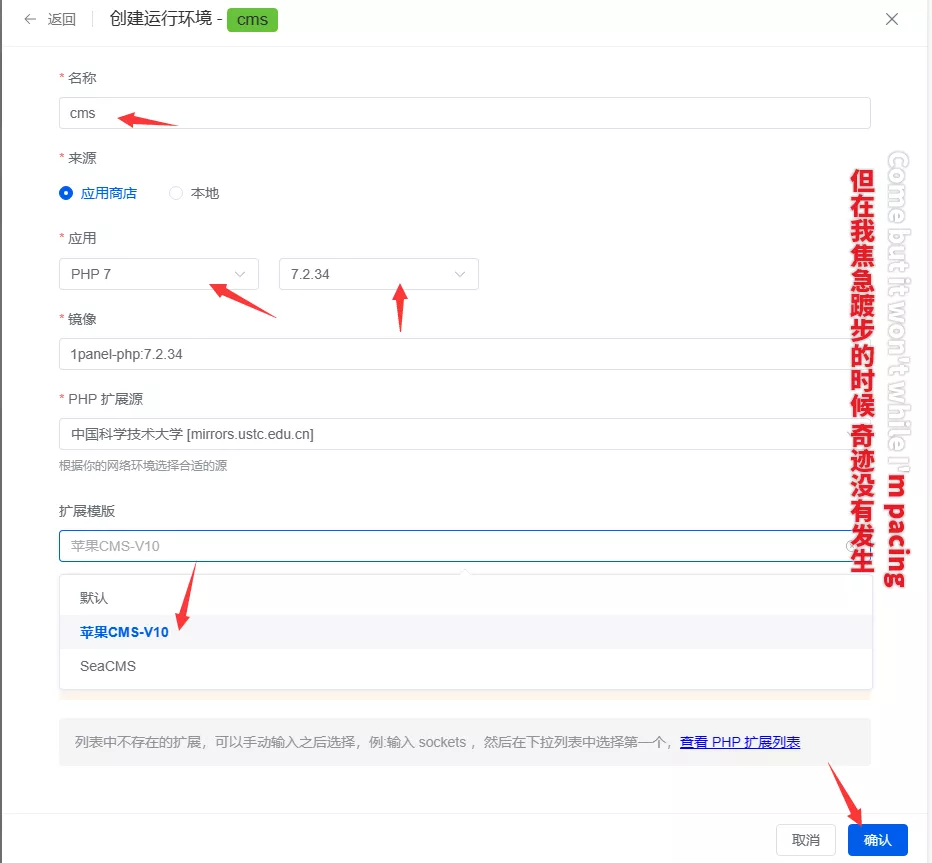 返回
创建运行环境 - cms
* 名称
cms
* 来源
应用商店
本地
* 应用
PHP 7
7.2.34
* 镜像
1panel-php:7.2.34
* PHP 扩展源
中国科学技术大学 [mirrors.ustc.edu.cn]
根据你的网络环境选择合适的源
扩展模版
苹果CMS-V10
默认
苹果CMS-V10
SeaCMS
列表中不存在的扩展，可以手动输入之后选择，例:输入 sockets ，然后在下拉列表中选择第一个，查看 PHP 扩展列表
取消
确认
Come but it won't while I'm pacing
但在我焦急踱步的时候 奇迹没有发生